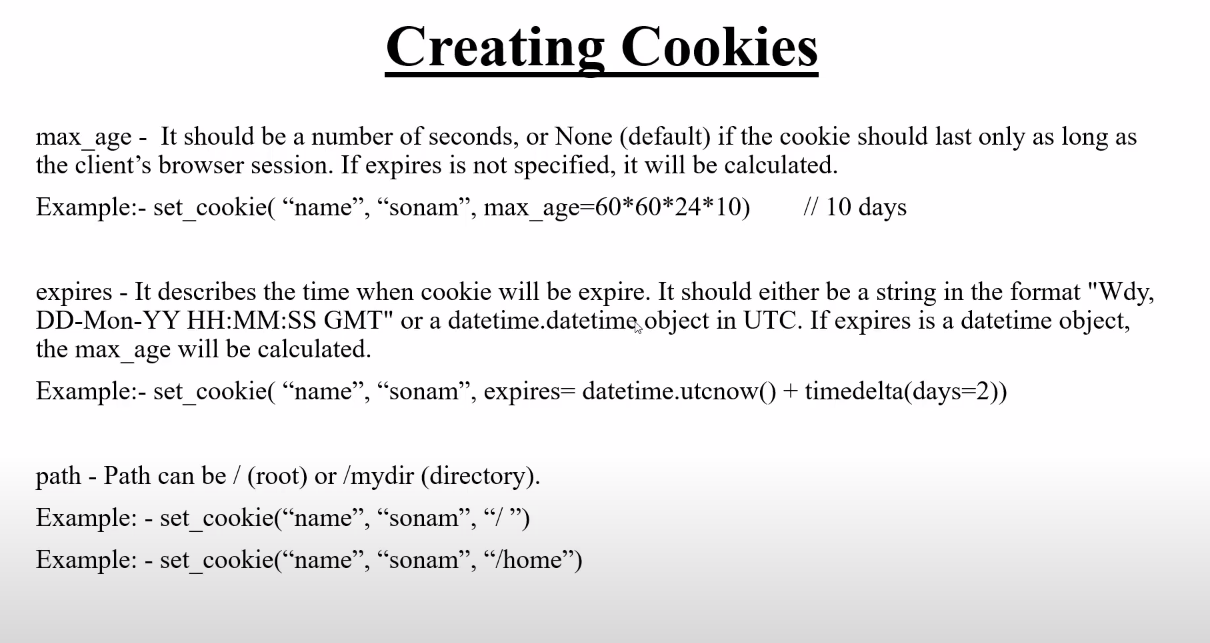 Creating Cookies
max_age -  It should be a number of seconds, or None (default) if the cookie should last only as long as
the client’s browser session. If expires is not specified, it will be calculated.
Example:- set_cookie( “name”, “sonam”, max_age=60*60*24*10)        // 10 days
expires - It describes the time when cookie will be expire. It should either be a string in the format "Wdy,
DD-Mon-YY HH:MM:SS GMT" or a datetime.datetime object in UTC. If expires is a datetime object,
the max_age will be calculated.
Example:- set_cookie( “name”, “sonam”, expires= datetime.utcnow() + timedelta(days=2))
path - Path can be / (root) or /mydir (directory).
Example: - set_cookie(“name”, “sonam”, “/ ”)
Example: - set_cookie(“name”, “sonam”, “/home”)